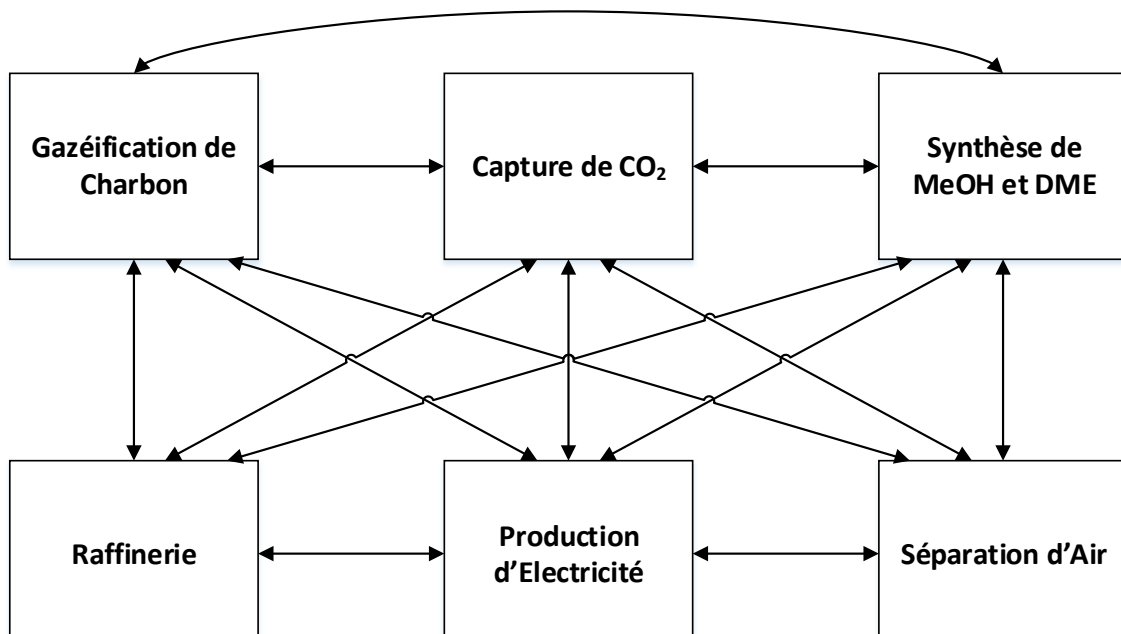 Gazéification de
Charbon
Capture de CO₂
Synthèse de
MeOH et DME
Raffinerie
Production
d’Electricité
Séparation d’Air